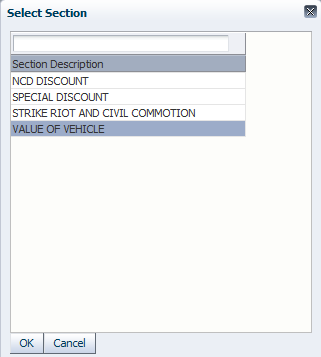 Select Section
Section Description
NCD DISCOUNT
SPECIAL DISCOUNT
STRIKE RIOT AND CIVIL COMMOTION
VALUE OF VEHICLE
OK Cancel